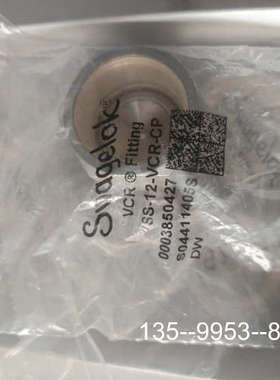 Swagelok®
VCR ® Fitting
SS-12-VCR-CP
0003850427
S04411405S
DW
135--9953--8